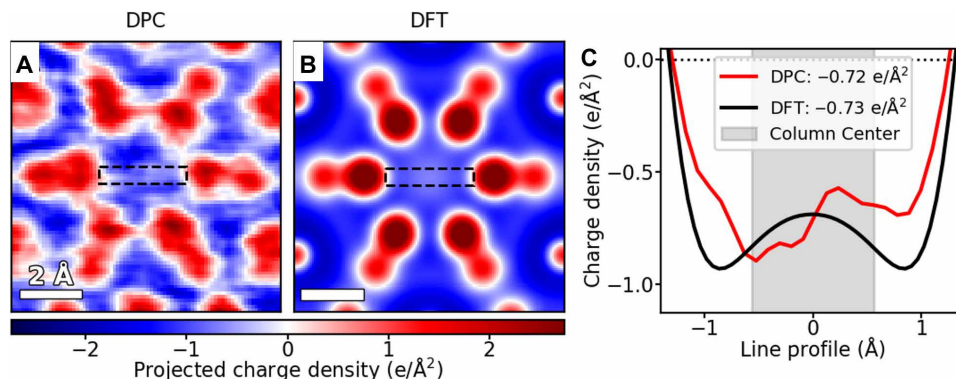 DPC
DFT
A
B
C
2 Å
−2
−1
0
1
2
Projected charge density (e/Å²)
DPC: −0.72 e/Å²
DFT: −0.73 e/Å²
Column Center
0.0
−0.5
−1.0
Charge density (e/Å²)
−1
0
1
Line profile (Å)